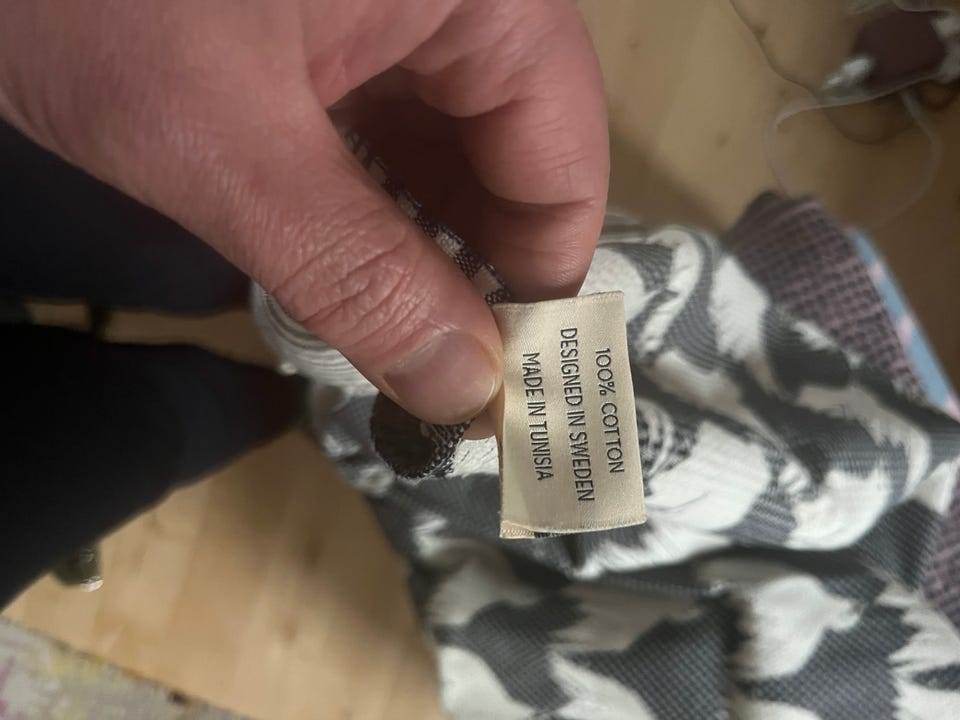 100% COTTON
DESIGNED IN SWEDEN
MADE IN TUNISIA